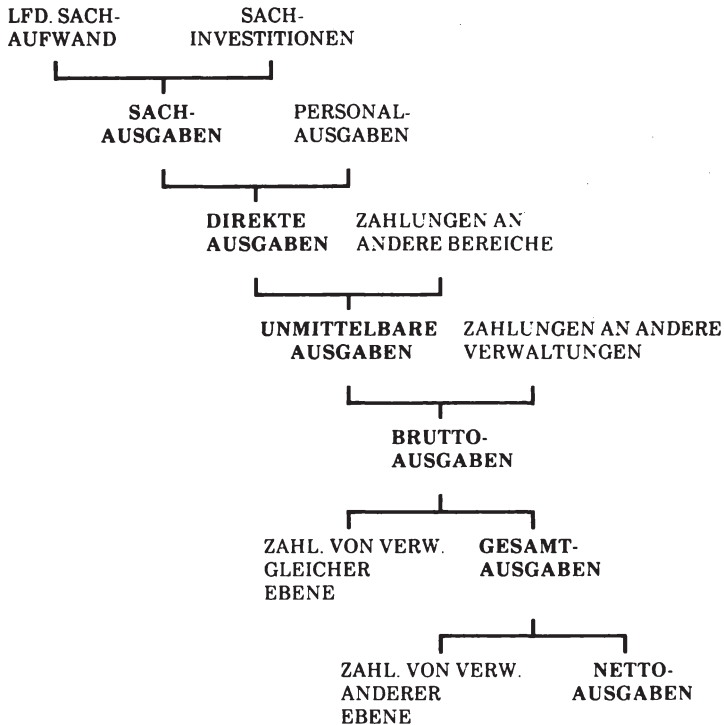 LFD. SACH-
AUFWAND
SACH-
INVESTITIONEN
SACH-
AUSGABEN
PERSONAL-
AUSGABEN
DIREKTE
AUSGABEN
ZAHLUNGEN AN
ANDERE BEREICHE
UNMITTELBARE
AUSGABEN
ZAHLUNGEN AN ANDERE
VERWALTUNGEN
BRUTTO-
AUSGABEN
ZAHL. VON VERW.
GLEICHER
EBENE
GESAMT-
AUSGABEN
ZAHL. VON VERW.
ANDERER
EBENE
NETTO-
AUSGABEN